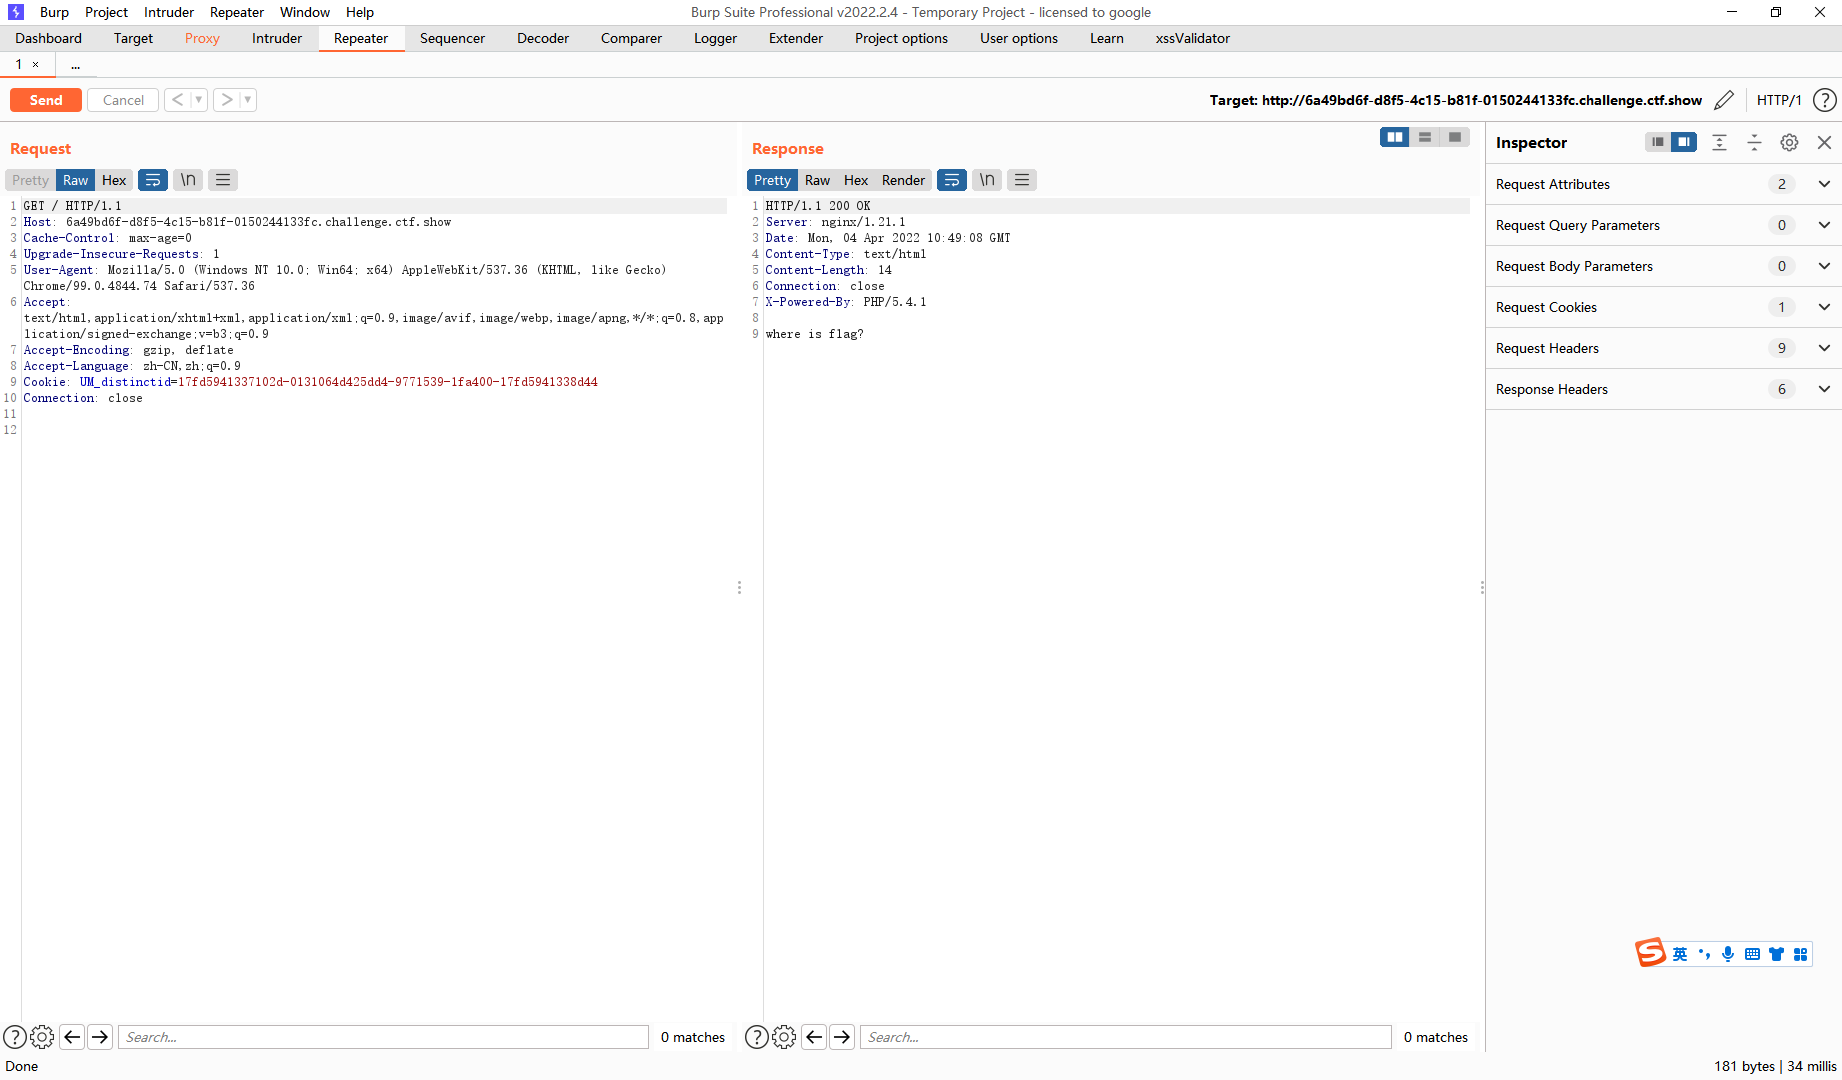 Burp Project Intruder Repeater Window Help
Burp Suite Professional v2022.2.4 - Temporary Project - licensed to google
Dashboard Target Proxy Intruder Repeater Sequencer Decoder Comparer Logger Extender Project options User options Learn xssValidator
1 × ...
Send Cancel < >
Target: http://6a49bd6f-d8f5-4c15-b81f-0150244133fc.challenge.ctf.show HTTP/1 ?
Request
Pretty Raw Hex \n
1 GET / HTTP/1.1
2 Host: 6a49bd6f-d8f5-4c15-b81f-0150244133fc.challenge.ctf.show
3 Cache-Control: max-age=0
4 Upgrade-Insecure-Requests: 1
5 User-Agent: Mozilla/5.0 (Windows NT 10.0; Win64; x64) AppleWebKit/537.36 (KHTML, like Gecko)
Chrome/99.0.4844.74 Safari/537.36
6 Accept:
text/html,application/xhtml+xml,application/xml;q=0.9,image/avif,image/webp,image/apng,*/*;q=0.8,app
lication/signed-exchange;v=b3;q=0.9
7 Accept-Encoding: gzip, deflate
8 Accept-Language: zh-CN,zh;q=0.9
9 Cookie: UM_distinctid=17fd5941337102d-0131064d425dd4-9771539-1fa400-17fd5941338d44
10 Connection: close
11
12
? Search... 0 matches
Response
Pretty Raw Hex Render \n
1 HTTP/1.1 200 OK
2 Server: nginx/1.21.1
3 Date: Mon, 04 Apr 2022 10:49:08 GMT
4 Content-Type: text/html
5 Content-Length: 14
6 Connection: close
7 X-Powered-By: PHP/5.4.1
8
9 where is flag?
? Search... 0 matches
Inspector
Request Attributes 2
Request Query Parameters 0
Request Body Parameters 0
Request Cookies 1
Request Headers 9
Response Headers 6
S 英
Done
181 bytes | 34 millis